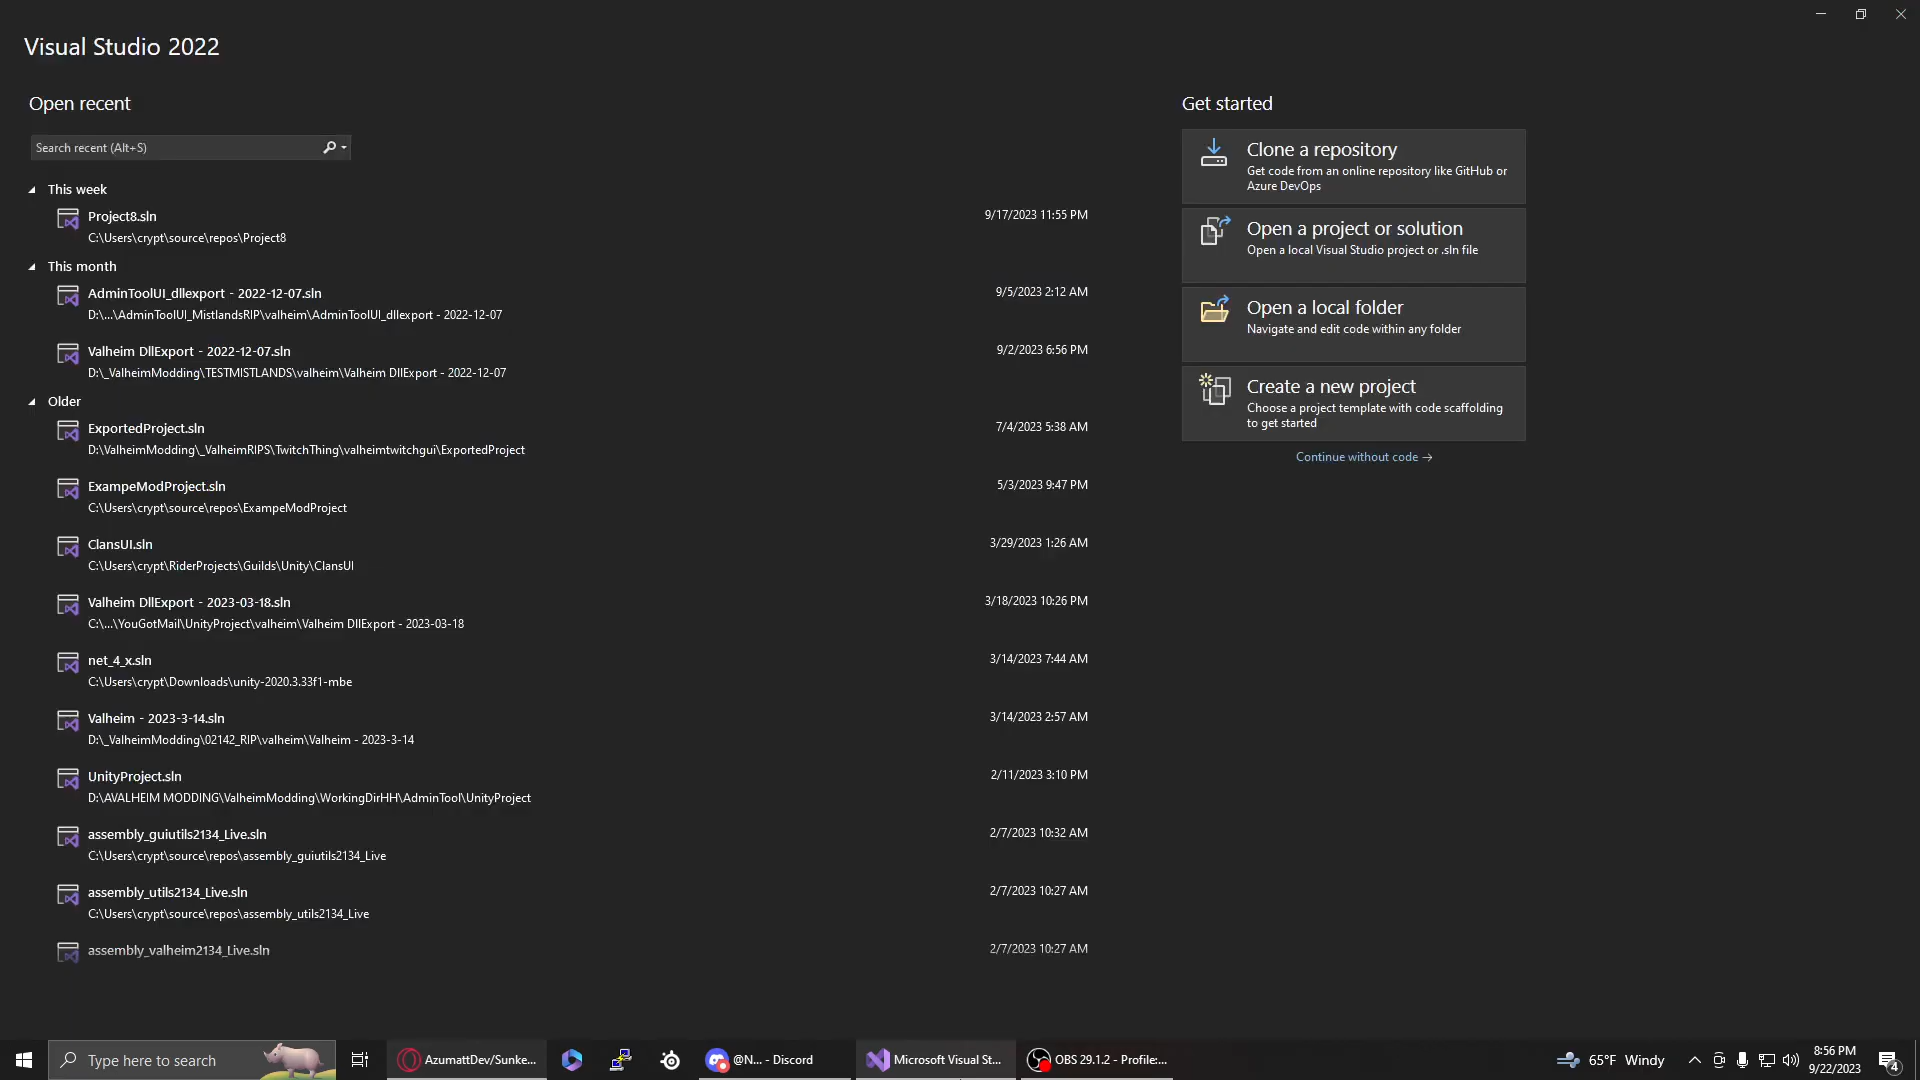 Visual Studio 2022
Open recent
Search recent (Alt+S)
This week
Project8.sln
9/17/2023 11:55 PM
C:\Users\crypt\source\repos\Project8
This month
AdminToolUI_dllexport - 2022-12-07.sln
9/5/2023 2:12 AM
D:\...\AdminToolUI_MistlandsRIP\valheim\AdminToolUI_dllexport - 2022-12-07
Valheim DllExport - 2022-12-07.sln
9/2/2023 6:56 PM
D:\_ValheimModding\TESTMISTLANDS\valheim\Valheim DllExport - 2022-12-07
Older
ExportedProject.sln
7/4/2023 5:38 AM
D:\ValheimModding\_ValheimRIPS\TwitchThing\valheimtwitchgui\ExportedProject
ExampeModProject.sln
5/3/2023 9:47 PM
C:\Users\crypt\source\repos\ExampeModProject
ClansUI.sln
3/29/2023 1:26 AM
C:\Users\crypt\RiderProjects\Guilds\Unity\ClansUI
Valheim DllExport - 2023-03-18.sln
3/18/2023 10:26 PM
C:\...\YouGotMail\UnityProject\valheim\Valheim DllExport - 2023-03-18
net_4_x.sln
3/14/2023 7:44 AM
C:\Users\crypt\Downloads\unity-2020.3.33f1-mbe
Valheim - 2023-3-14.sln
3/14/2023 2:57 AM
D:\_ValheimModding\02142_RIP\valheim\Valheim - 2023-3-14
UnityProject.sln
2/11/2023 3:10 PM
D:\AVALHEIM MODDING\ValheimModding\WorkingDirHH\AdminTool\UnityProject
assembly_guiutils2134_Live.sln
2/7/2023 10:32 AM
C:\Users\crypt\source\repos\assembly_guiutils2134_Live
assembly_utils2134_Live.sln
2/7/2023 10:27 AM
C:\Users\crypt\source\repos\assembly_utils2134_Live
assembly_valheim2134_Live.sln
2/7/2023 10:27 AM
Get started
Clone a repository
Get code from an online repository like GitHub or
Azure DevOps
Open a project or solution
Open a local Visual Studio project or .sln file
Open a local folder
Navigate and edit code within any folder
Create a new project
Choose a project template with code scaffolding
to get started
Continue without code →
Type here to search
AzumattDev/Sunke...
@N... - Discord
Microsoft Visual St...
OBS 29.1.2 - Profile:...
65°F Windy
8:56 PM
9/22/2023
4